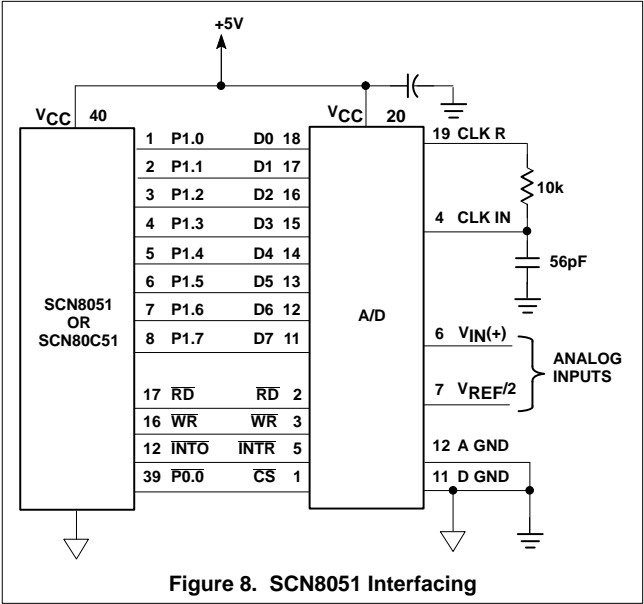 +5V
VCC 40
VCC 20
1 P1.0 D0 18
2 P1.1 D1 17
3 P1.2 D2 16
4 P1.3 D3 15
5 P1.4 D4 14
6 P1.5 D5 13
7 P1.6 D6 12
8 P1.7 D7 11
SCN8051
OR
SCN80C51
A/D
17 RD RD 2
16 WR WR 3
12 INTO INTR 5
39 P0.0 CS 1
19 CLK R
10k
4 CLK IN
56pF
6 VIN(+)
7 VREF/2
ANALOG
INPUTS
12 A GND
11 D GND
Figure 8. SCN8051 Interfacing